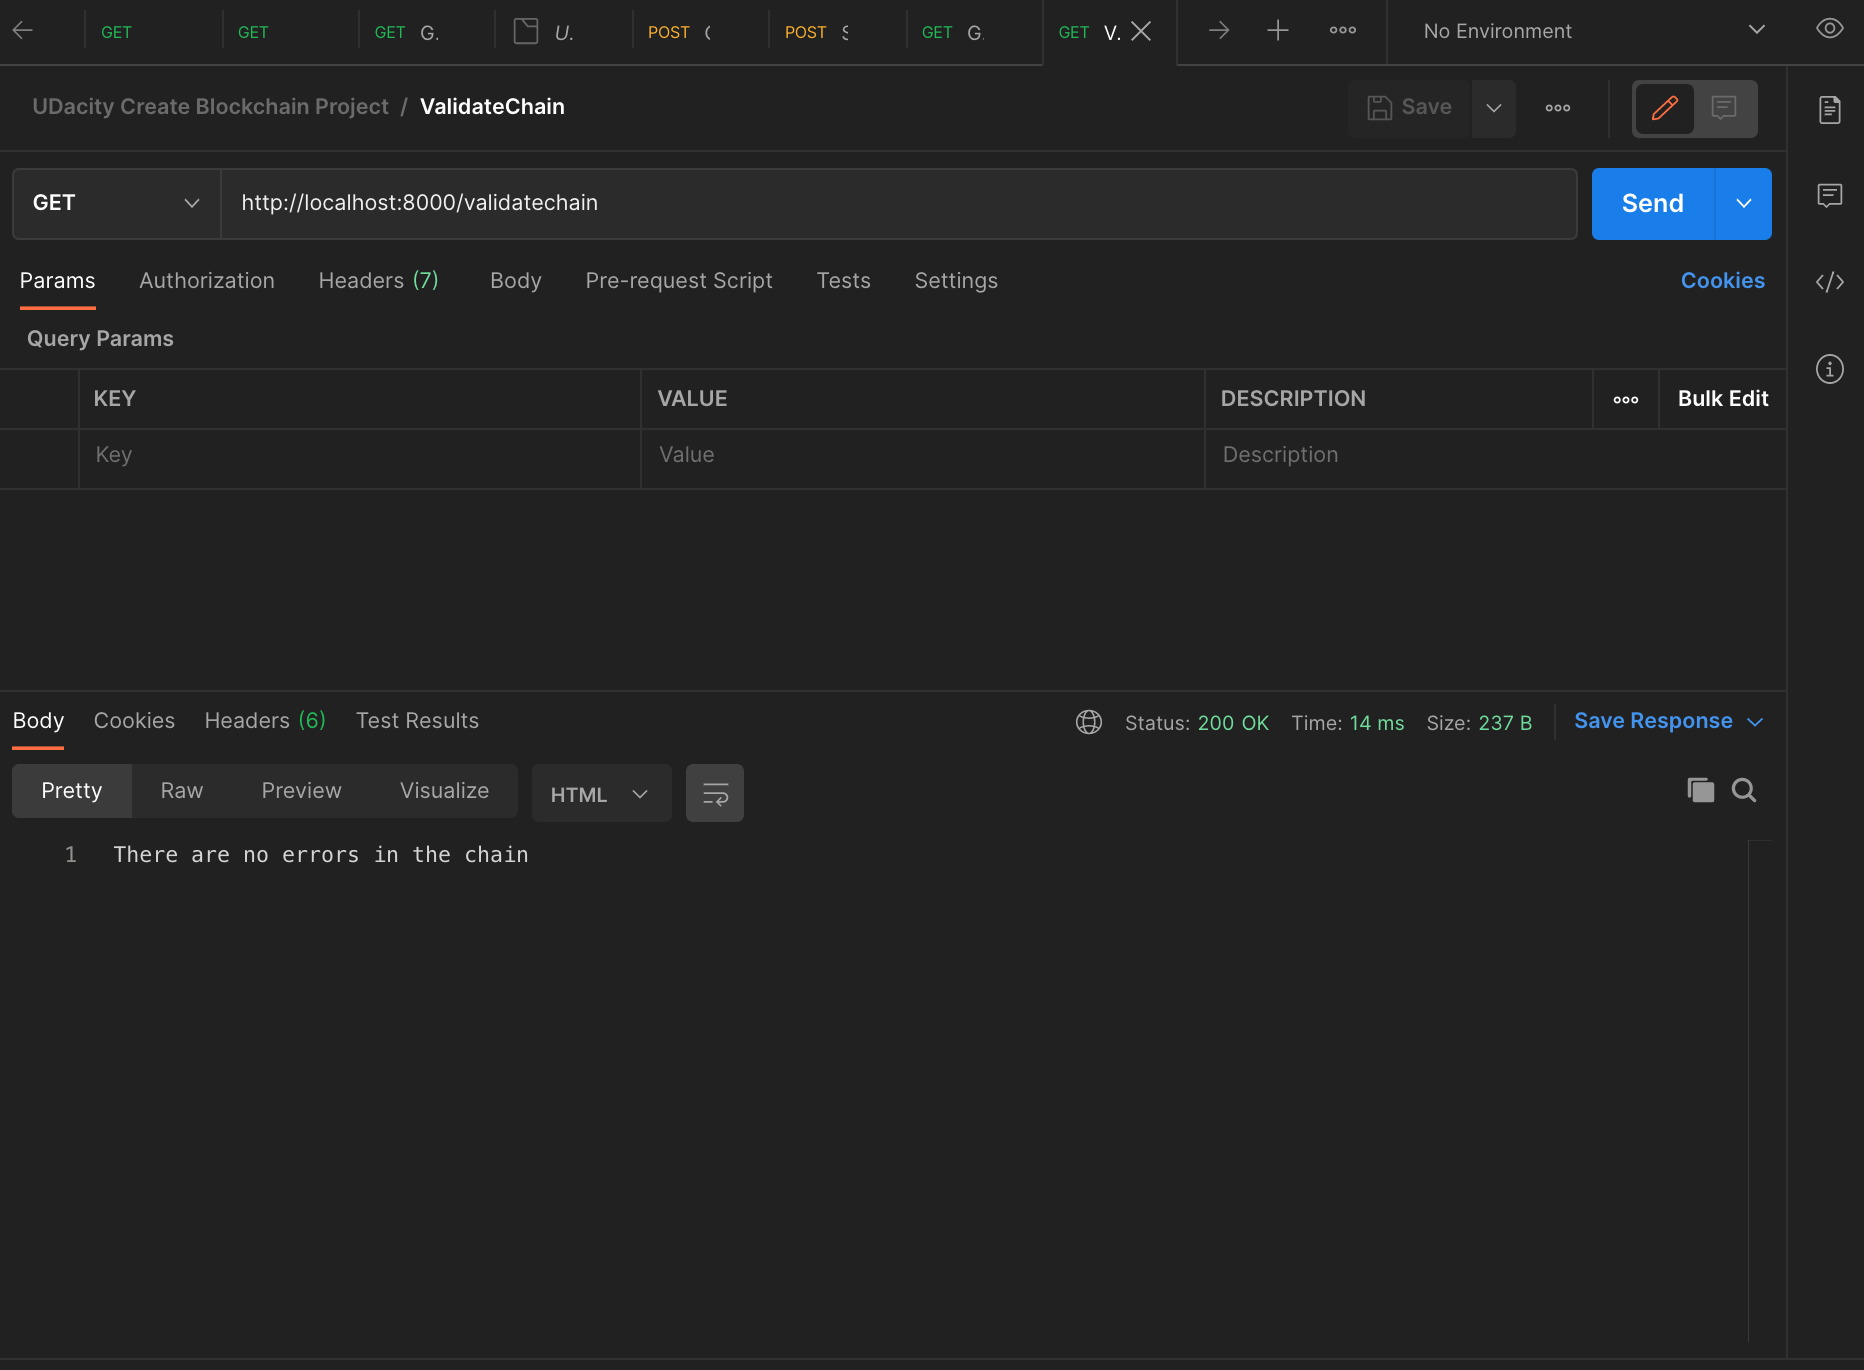 GET GET GET G. U. POST POST GET G. GET V. No Environment
UDacity Create Blockchain Project / ValidateChain Save
GET http://localhost:8000/validatechain Send
Params Authorization Headers (7) Body Pre-request Script Tests Settings Cookies
Query Params
KEY VALUE DESCRIPTION Bulk Edit
Key Value Description
Body Cookies Headers (6) Test Results Status: 200 OK Time: 14 ms Size: 237 B Save Response
Pretty Raw Preview Visualize HTML
1 There are no errors in the chain